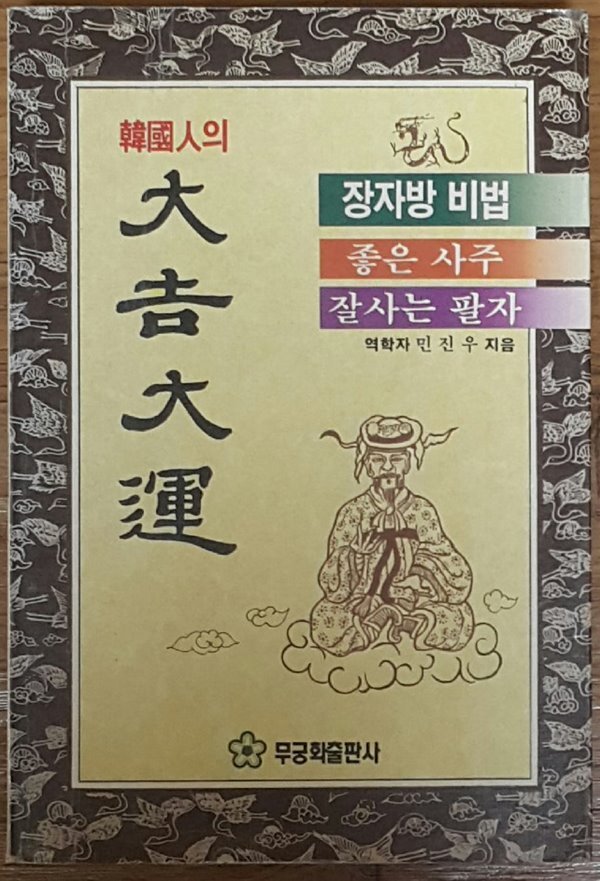 韓國人의
大吉大運
장자방 비법
좋은 사주
잘사는 팔자
역학자 민진우 지음
무궁화출판사